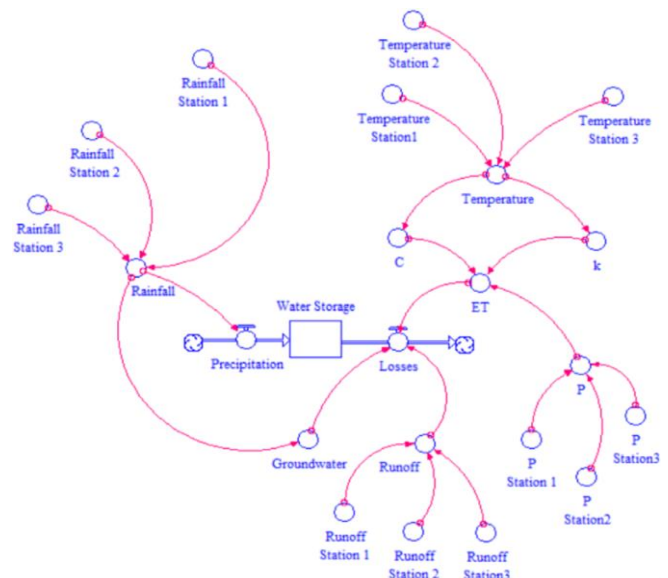 Rainfall
Station 1
Temperature
Station 2
Temperature
Station1
Temperature
Station 3
Rainfall
Station 2
Rainfall
Station 3
Temperature
Rainfall
C
k
ET
Water Storage
Precipitation
Losses
P
Groundwater
Runoff
P
Station 1
P
Station2
P
Station3
Runoff
Station 1
Runoff
Station 2
Runoff
Station3